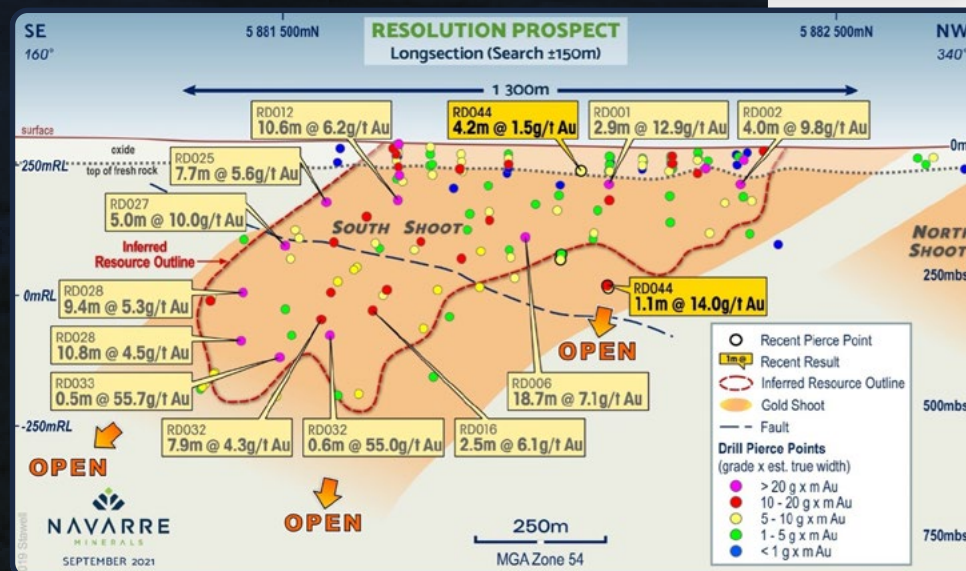 SE
160°
5 881 500mN
RESOLUTION PROSPECT
Longsection (Search ±150m)
5 882 500mN
NW
340°
1 300m
RD012
10.6m @ 6.2g/t Au
RD044
4.2m @ 1.5g/t Au
RD001
2.9m @ 12.9g/t Au
RD002
4.0m @ 9.8g/t Au
surface
oxide
top of fresh rock
0m
250mRL
RD025
7.7m @ 5.6g/t Au
RD027
5.0m @ 10.0g/t Au
SOUTH SHOOT
NORTH
SHOOT
Inferred
Resource Outline
250mbs
0mRL
RD028
9.4m @ 5.3g/t Au
RD044
1.1m @ 14.0g/t Au
OPEN
RD028
10.8m @ 4.5g/t Au
RD033
0.5m @ 55.7g/t Au
RD006
18.7m @ 7.1g/t Au
-250mRL
RD032
7.9m @ 4.3g/t Au
RD032
0.6m @ 55.0g/t Au
RD016
2.5m @ 6.1g/t Au
500mbs
OPEN
OPEN
Recent Pierce Point
1m @
Recent Result
Inferred Resource Outline
Gold Shoot
Fault
Drill Pierce Points
(grade x est. true width)
> 20 g x m Au
10 - 20 g x m Au
5 - 10 g x m Au
1 - 5 g x m Au
< 1 g x m Au
NAVARRE
MINERALS
SEPTEMBER 2021
250m
MGA Zone 54
750mbs